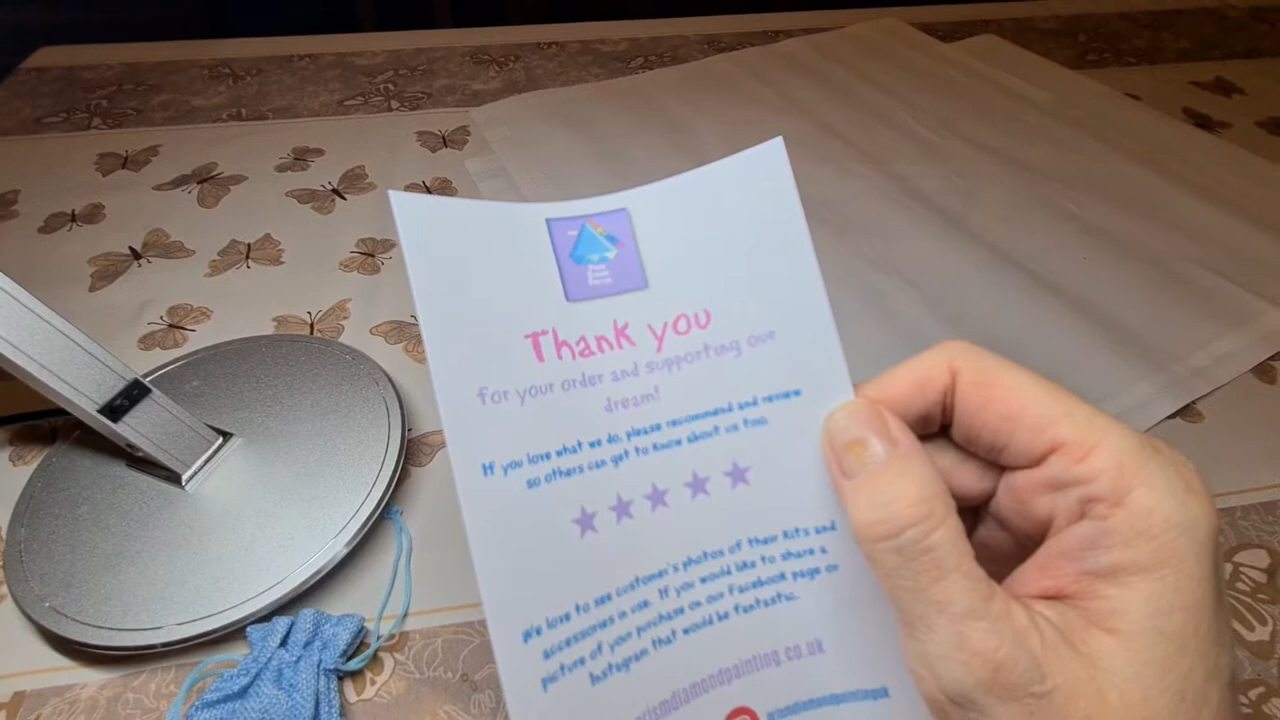 Thank you
for your order and supporting our
dream!
If you love what we do, please recommend and review
so others can get to know about us too.
We love to see customer's photos of their kits and
accessories in use. If you would like to share a
picture of your purchase on our Facebook page or
Instagram that would be fantastic.
rismdiamondpainting.co.uk